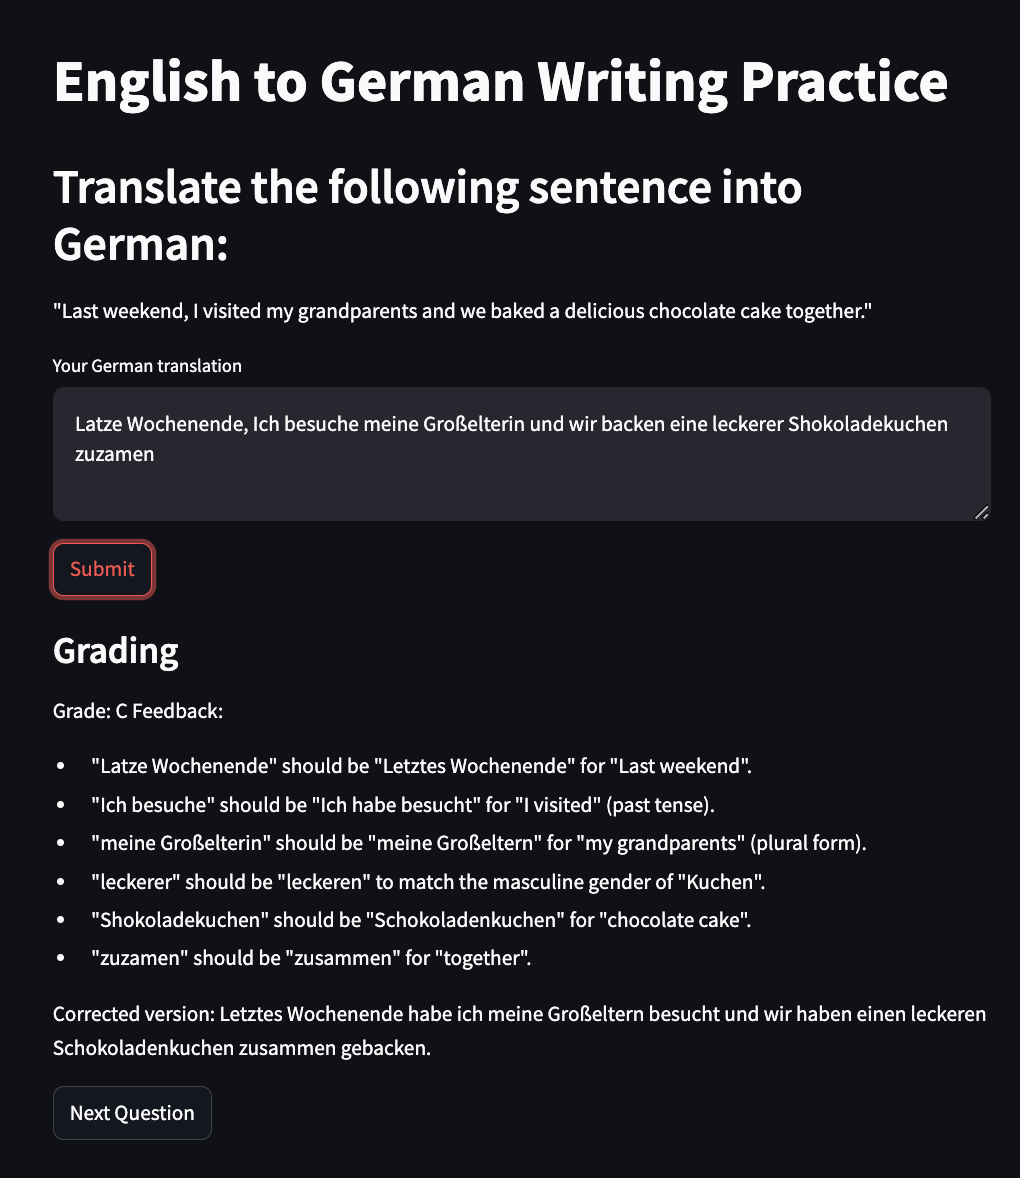 English to German Writing Practice
Translate the following sentence into
German:
"Last weekend, I visited my grandparents and we baked a delicious chocolate cake together."
Your German translation
Latze Wochenende, Ich besuche meine Großelterin und wir backen eine leckerer Shokoladekuchen
zuzamen
Submit
Grading
Grade: C Feedback:
• "Latze Wochenende" should be "Letztes Wochenende" for "Last weekend".
• "Ich besuche" should be "Ich habe besucht" for "I visited" (past tense).
• "meine Großelterin" should be "meine Großeltern" for "my grandparents" (plural form).
• "leckerer" should be "leckeren" to match the masculine gender of "Kuchen".
• "Shokoladekuchen" should be "Schokoladenkuchen" for "chocolate cake".
• "zuzamen" should be "zusammen" for "together".
Corrected version: Letztes Wochenende habe ich meine Großeltern besucht und wir haben einen leckeren
Schokoladenkuchen zusammen gebacken.
Next Question